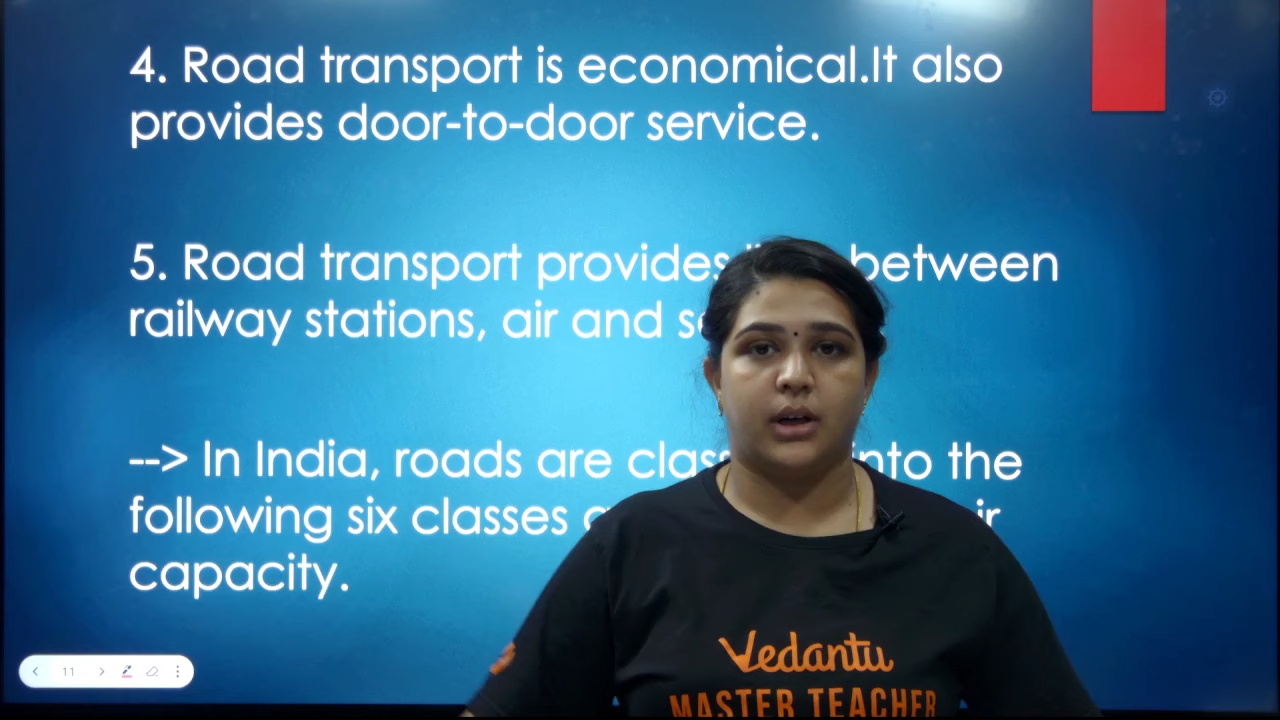 4. Road transport is economical.It also
provides door-to-door service.
5. Road transport provides between
railway stations, air and
--> In India, roads are into the
following six classes
capacity.
11
Vedantu
MASTER TEACHER